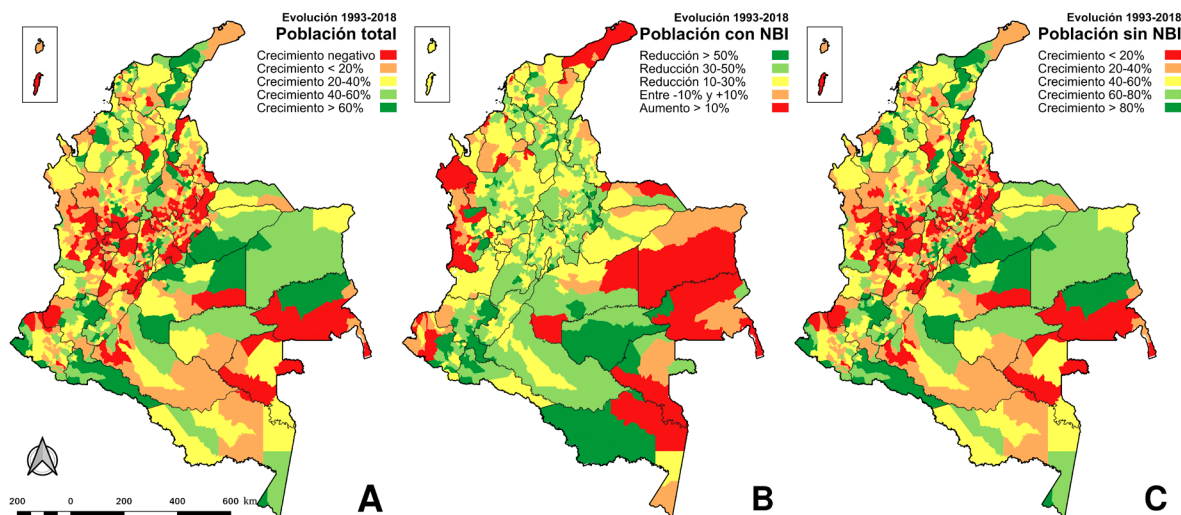 Evolución 1993-2018
Población total
Crecimiento negativo
Crecimiento < 20%
Crecimiento 20-40%
Crecimiento 40-60%
Crecimiento > 60%
A
200 0 200 400 600 km
Evolución 1993-2018
Población con NBI
Reducción > 50%
Reducción 30-50%
Reducción 10-30%
Entre -10% y +10%
Aumento > 10%
B
Evolución 1993-2018
Población sin NBI
Crecimiento < 20%
Crecimiento 20-40%
Crecimiento 40-60%
Crecimiento 60-80%
Crecimiento > 80%
C